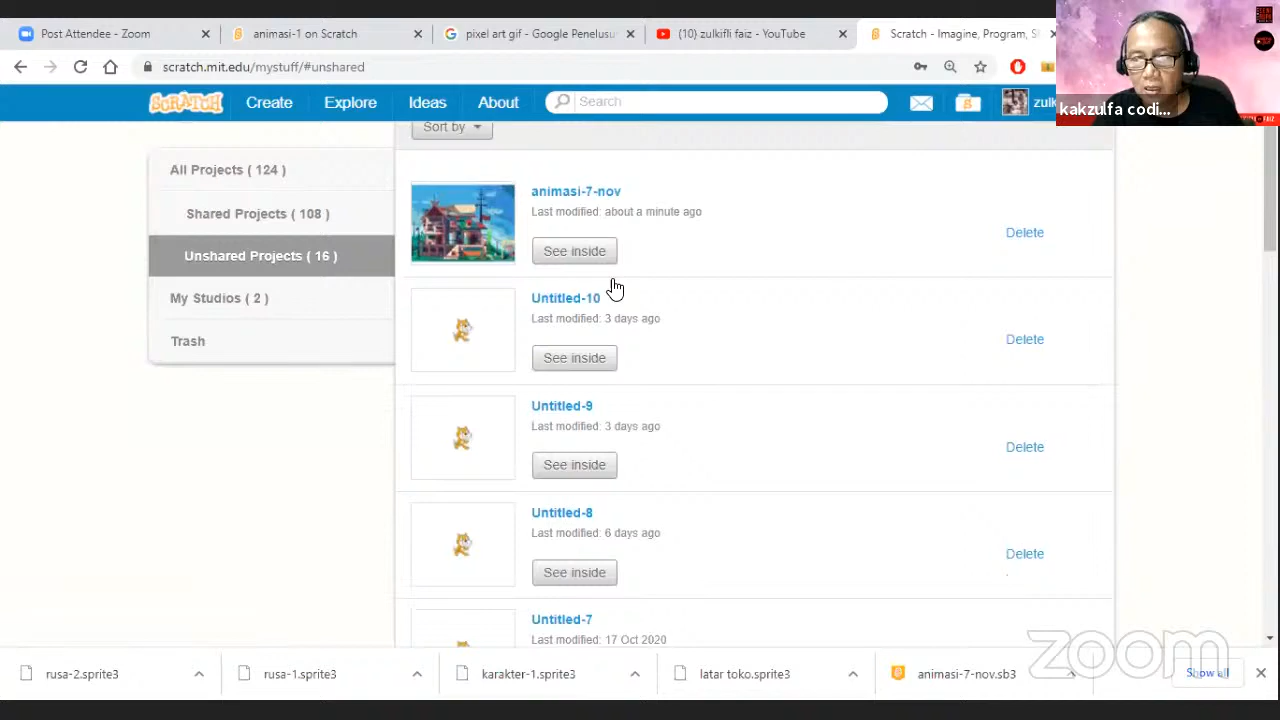 Post Attendee - Zoom
animasi-1 on Scratch
pixel art gif - Google Penelusu
(10) zulkifli faiz - YouTube
Scratch - Imagine, Program, S
scratch.mit.edu/mystuff/#unshared
SCRATCH
Create
Explore
Ideas
About
Search
zulk
kakzulfa codi...
Sort by
All Projects ( 124 )
Shared Projects ( 108 )
Unshared Projects ( 16 )
My Studios ( 2 )
Trash
animasi-7-nov
Last modified: about a minute ago
See inside
Delete
Untitled-10
Last modified: 3 days ago
See inside
Delete
Untitled-9
Last modified: 3 days ago
See inside
Delete
Untitled-8
Last modified: 6 days ago
See inside
Delete
Untitled-7
Last modified: 17 Oct 2020
rusa-2.sprite3
rusa-1.sprite3
karakter-1.sprite3
latar toko.sprite3
animasi-7-nov.sb3
Show all
zoom